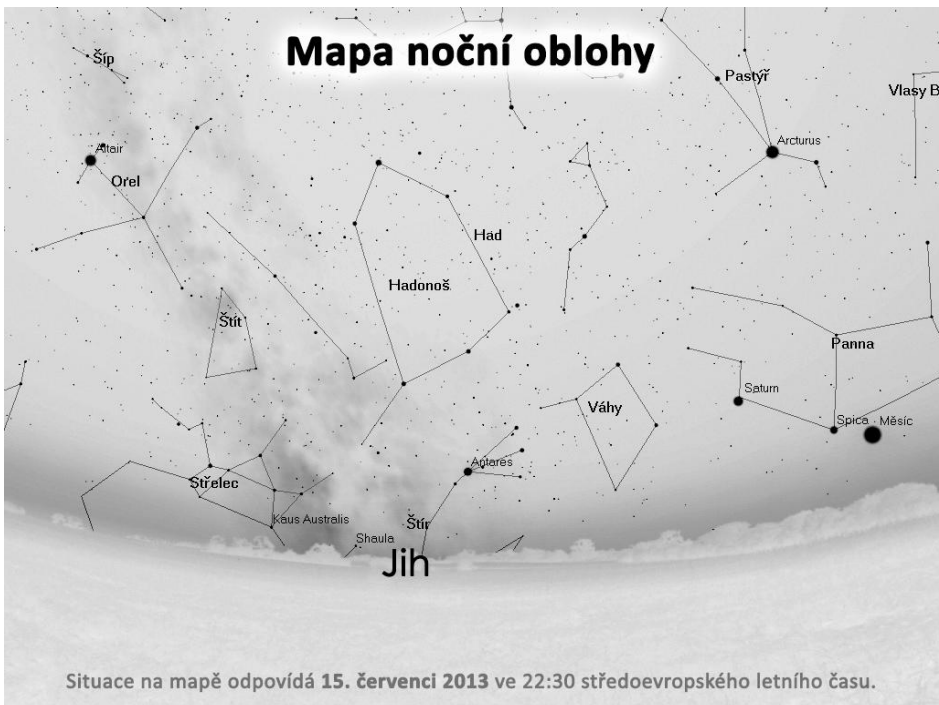 Mapa noční oblohy
Šíp
Pastýř
Vlasy B
Altair
Arcturus
Orel
Had
Hadonoš
Štít
Panna
Saturn
Váhy
Spica
Měsíc
Antares
Střelec
Kaus Australis
Štír
Shaula
Jih
Situace na mapě odpovídá 15. červenci 2013 ve 22:30 středoevropského letního času.